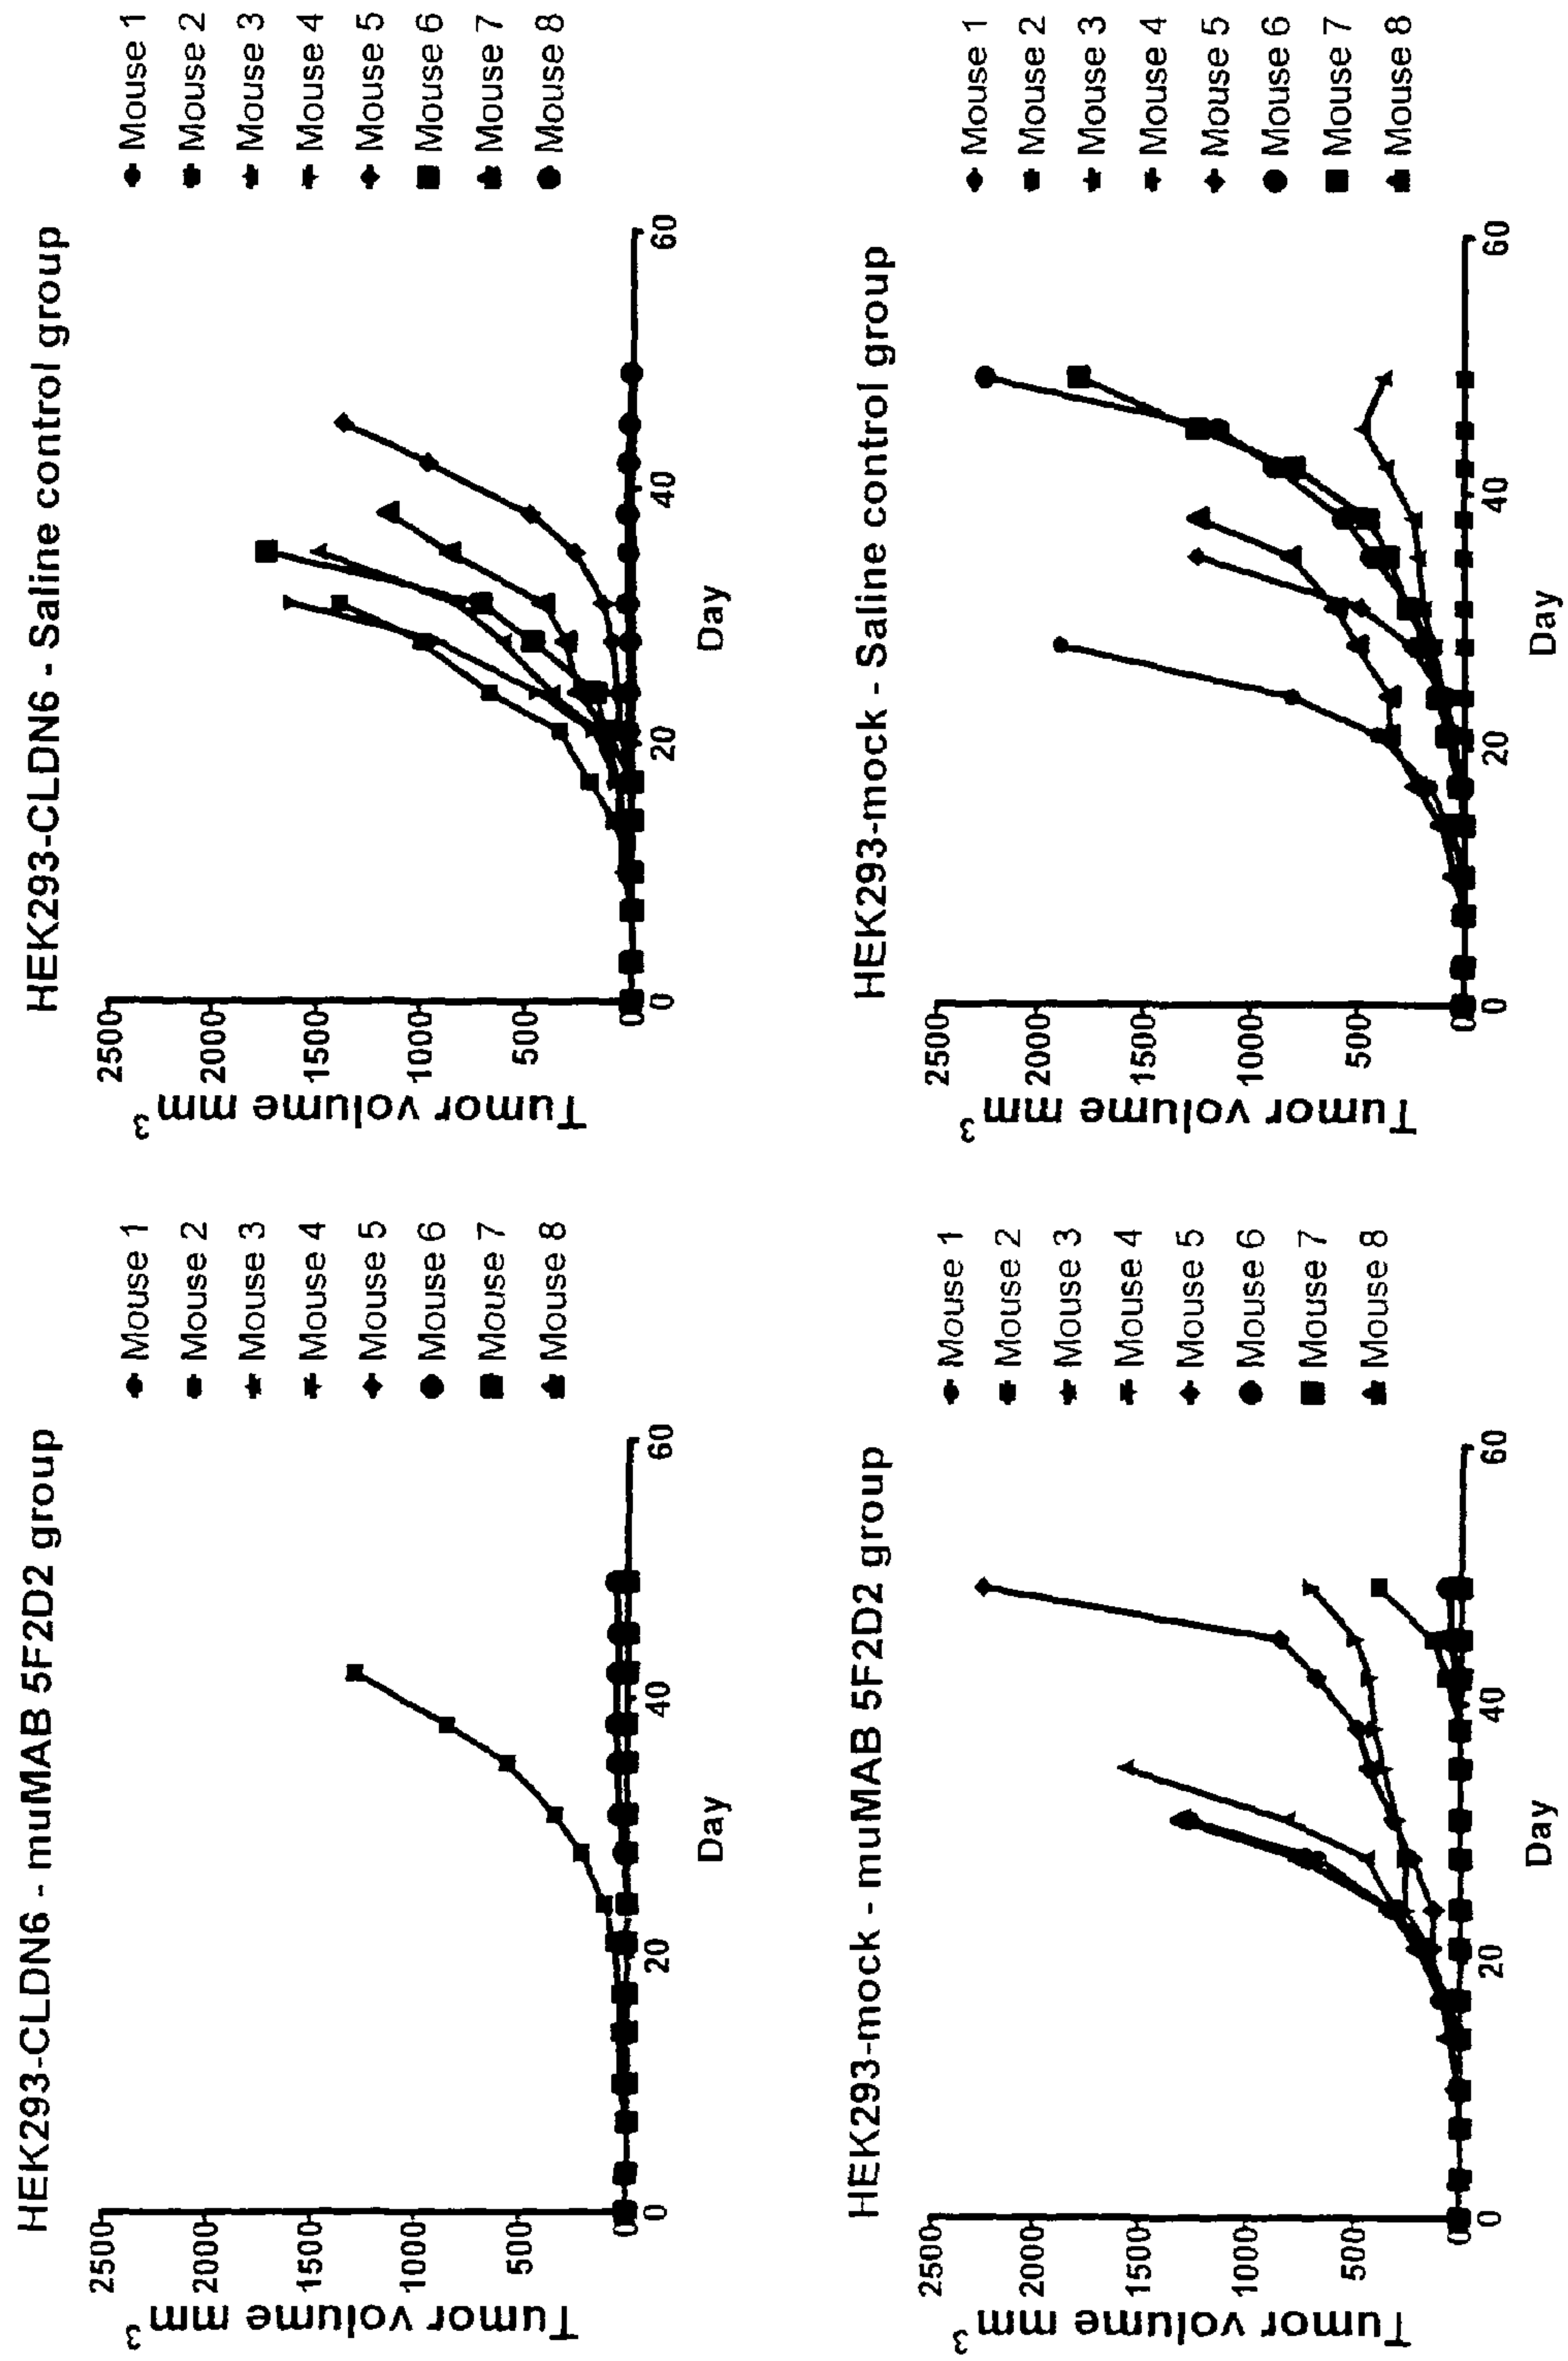 HEK293-CLDN6 - muMAB 5F2D2 group
Tumor volume mm³
2500
2000
1500
1000
500
0
0
20
40
60
Day
Mouse 1
Mouse 2
Mouse 3
Mouse 4
Mouse 5
Mouse 6
Mouse 7
Mouse 8
HEK293-CLDN6 - Saline control group
Tumor volume mm³
2500
2000
1500
1000
500
0
0
20
40
60
Day
Mouse 1
Mouse 2
Mouse 3
Mouse 4
Mouse 5
Mouse 6
Mouse 7
Mouse 8
HEK293-mock - muMAB 5F2D2 group
Tumor volume mm³
2500
2000
1500
1000
500
0
0
20
40
60
Day
Mouse 1
Mouse 2
Mouse 3
Mouse 4
Mouse 5
Mouse 6
Mouse 7
Mouse 8
HEK293-mock - Saline control group
Tumor volume mm³
2500
2000
1500
1000
500
0
0
20
40
60
Day
Mouse 1
Mouse 2
Mouse 3
Mouse 4
Mouse 5
Mouse 6
Mouse 7
Mouse 8